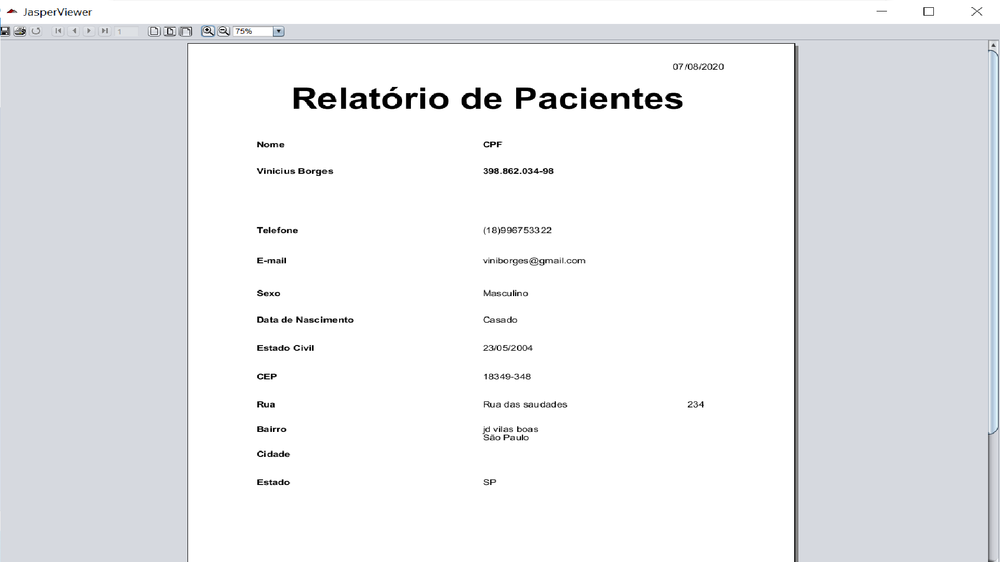 JasperViewer
1
75%
07/08/2020
Relatório de Pacientes
Nome CPF
Vinicius Borges 398.862.034-98
Telefone (18)996753322
E-mail viniborges@gmail.com
Sexo Masculino
Data de Nascimento Casado
Estado Civil 23/05/2004
CEP 18349-348
Rua Rua das saudades 234
Bairro jd vilas boas
São Paulo
Cidade
Estado SP